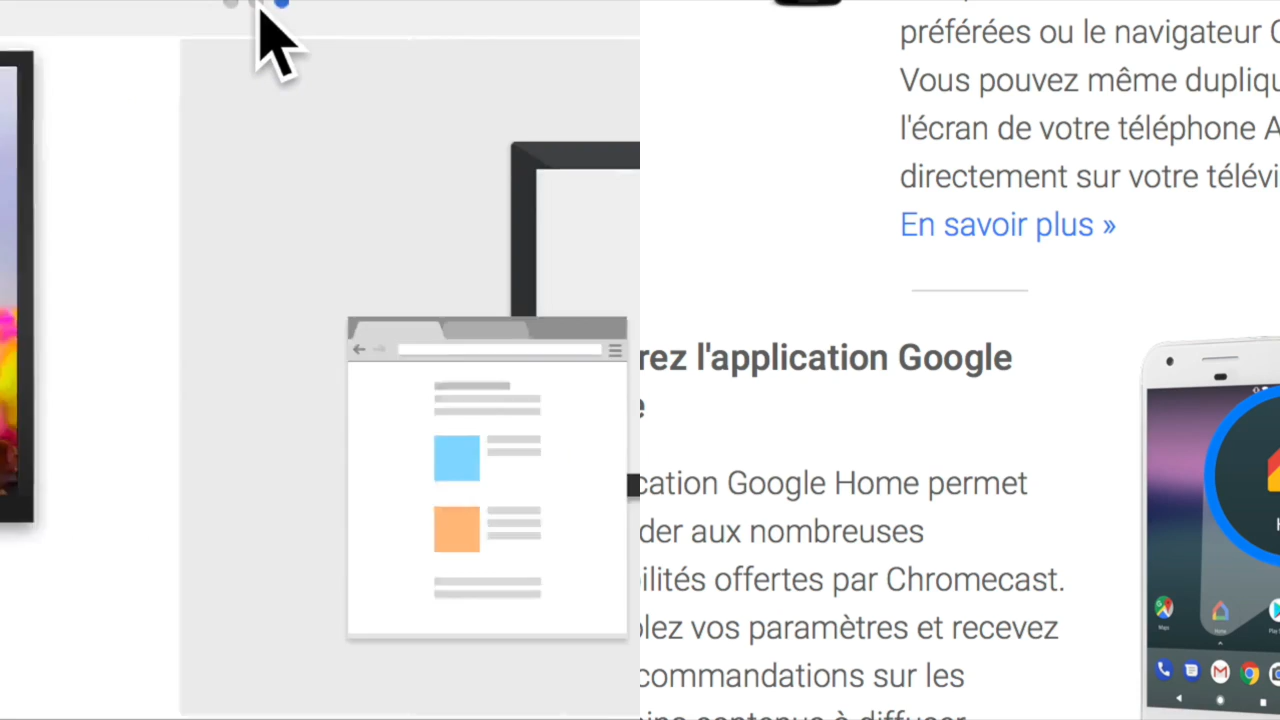 préférées ou le navigateur
Vous pouvez même dupliqu
l'écran de votre téléphone A
directement sur votre télévi
En savoir plus »
rez l'application Google
e
cation Google Home permet
der aux nombreuses
ilités offertes par Chromecast.
lez vos paramètres et recevez
commandations sur les
contenus à diffuser